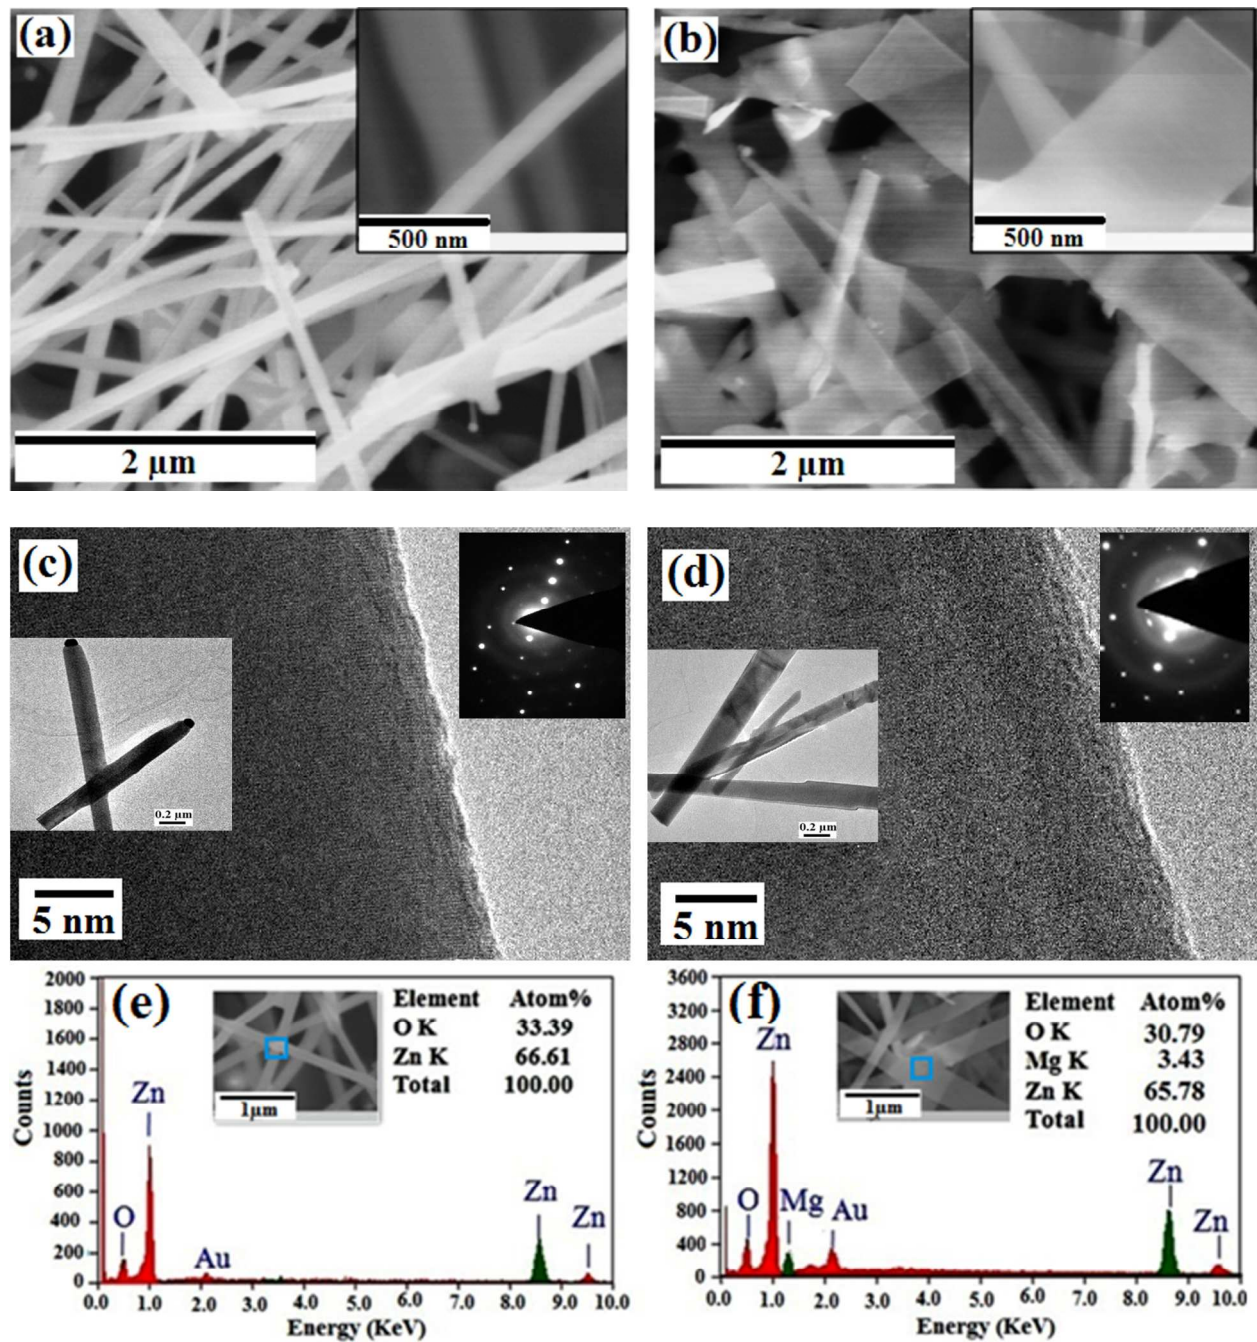 (a)
500 nm
2 µm
(b)
500 nm
2 µm
(c)
0.2 µm
5 nm
(d)
0.2 µm
5 nm
(e)
Element Atom%
O K 33.39
Zn K 66.61
Total 100.00
1µm
Counts
2000
1800
1600
1400
1200
1000
800
600
400
200
0
O
Zn
Au
Zn
Zn
0.0 1.0 2.0 3.0 4.0 5.0 6.0 7.0 8.0 9.0 10.0
Energy (KeV)
(f)
Element Atom%
O K 30.79
Mg K 3.43
Zn K 65.78
Total 100.00
1µm
Counts
3600
3200
2800
2400
2000
1600
1200
800
400
0
O
Zn
Mg
Au
Zn
Zn
0.0 1.0 2.0 3.0 4.0 5.0 6.0 7.0 8.0 9.0 10.0
Energy (KeV)